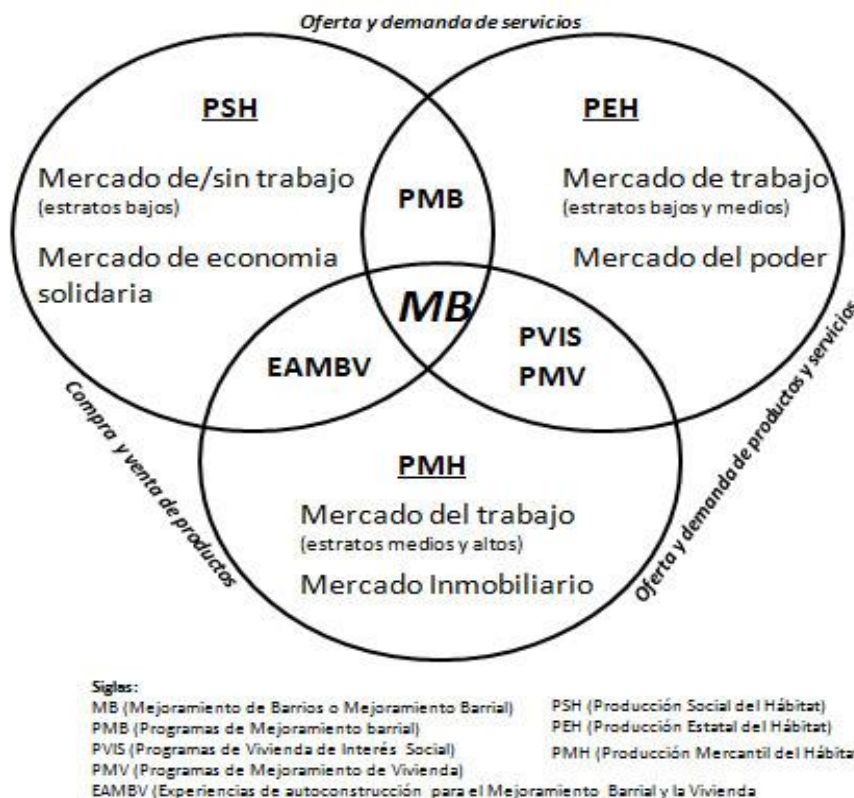 Oferta y demanda de servicios
PSH
Mercado de/sin trabajo
(estratos bajos)
Mercado de economia
solidaria
PMB
PEH
Mercado de trabajo
(estratos bajos y medios)
Mercado del poder
MB
EAMBV
PVIS
PMV
Compra y venta de productos
Oferta y demanda de productos y servicios
PMH
Mercado del trabajo
(estratos medios y altos)
Mercado Inmobiliario
Siglas:
MB (Mejoramiento de Barrios o Mejoramiento Barrial)
PMB (Programas de Mejoramiento barrial)
PVIS (Programas de Vivienda de Interés Social)
PMV (Programas de Mejoramiento de Vivienda)
EAMBV (Experiencias de autoconstrucción para el Mejoramiento Barrial y la Vivienda
PSH (Producción Social del Hábitat)
PEH (Producción Estatal del Hábitat)
PMH (Producción Mercantil del Hábitat